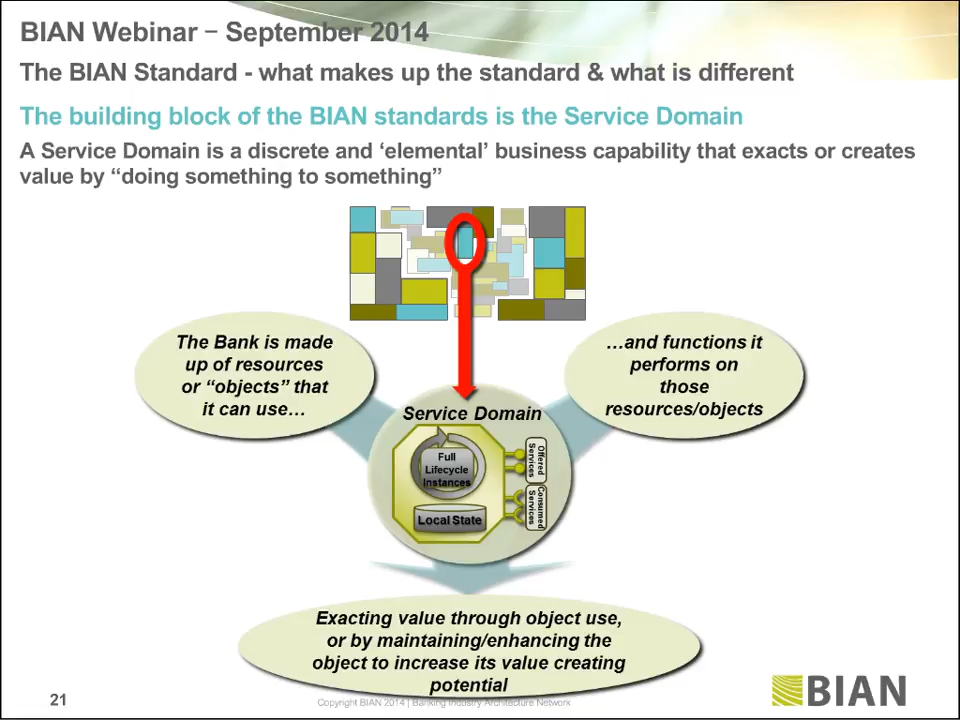 BIAN Webinar – September 2014
The BIAN Standard - what makes up the standard & what is different
The building block of the BIAN standards is the Service Domain
A Service Domain is a discrete and ‘elemental’ business capability that exacts or creates
value by “doing something to something”
The Bank is made
up of resources
or “objects” that
it can use…
…and functions it
performs on
those
resources/objects
Service Domain
Full
Lifecycle
Instances
Local State
Offered
Services
Consumed
Services
Exacting value through object use,
or by maintaining/enhancing the
object to increase its value creating
potential
21
Copyright BIAN 2014 | Banking Industry Architecture Network
BIAN